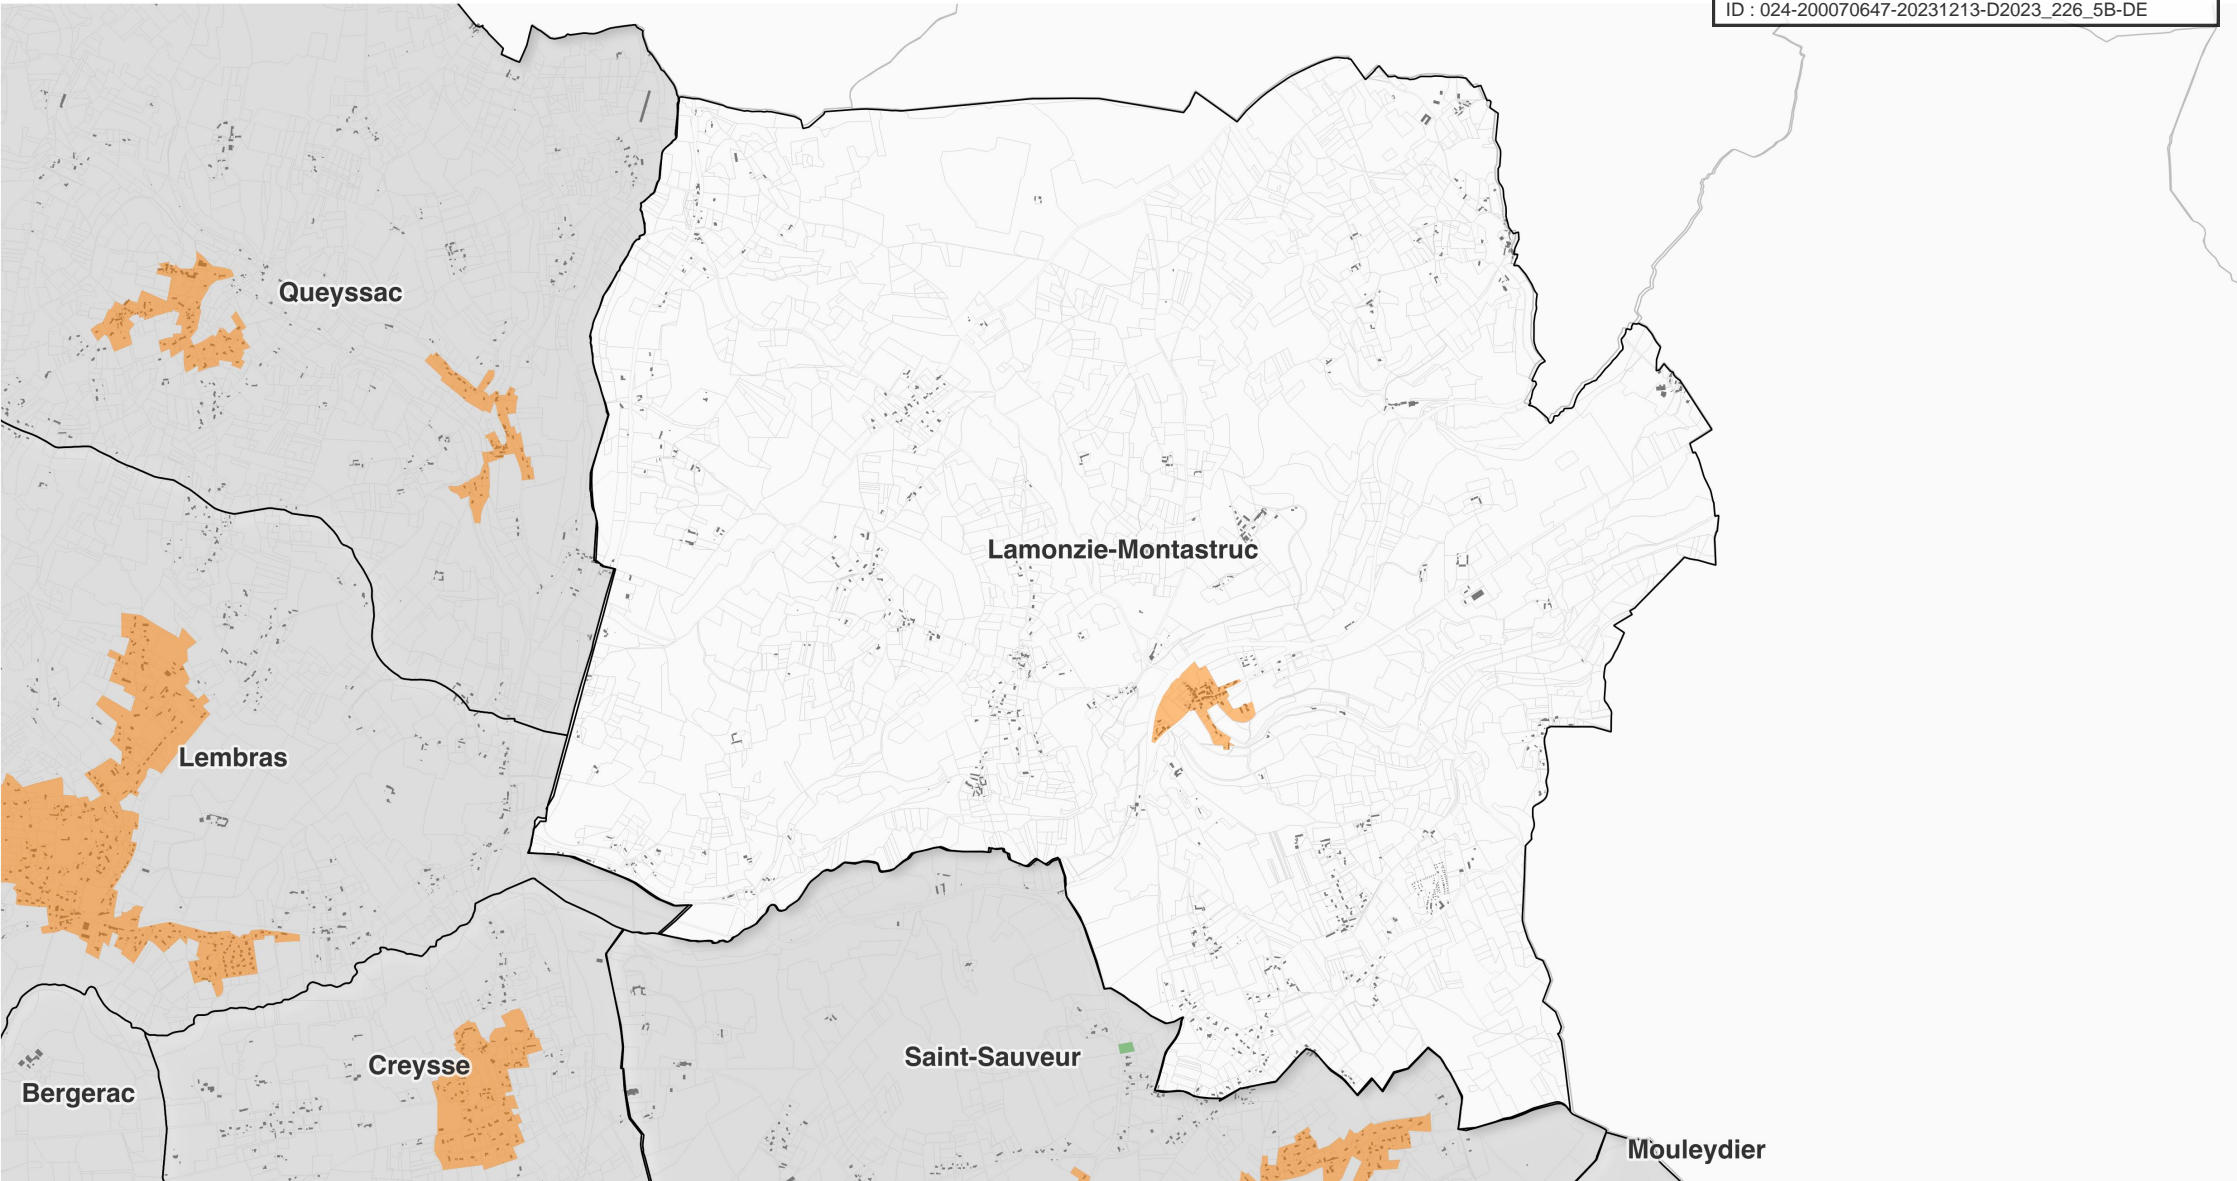 ID : 024-200070647-20231213-D2023_226_5B-DE
Queyssac
Lamonzie-Montastruc
Lembras
Saint-Sauveur
Creysse
Bergerac
Mouleydier